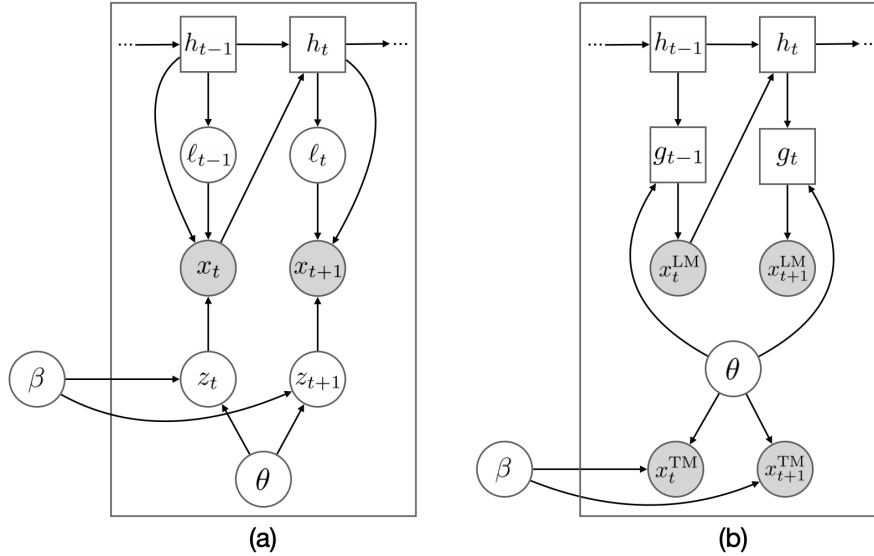 ... h_{t-1} h_t ... ... h_{t-1} h_t ...
ℓ_{t-1} ℓ_t g_{t-1} g_t
x_t x_{t+1} x_t^{LM} x_{t+1}^{LM}
β z_t z_{t+1} θ
θ β x_t^{TM} x_{t+1}^{TM}
(a) (b)